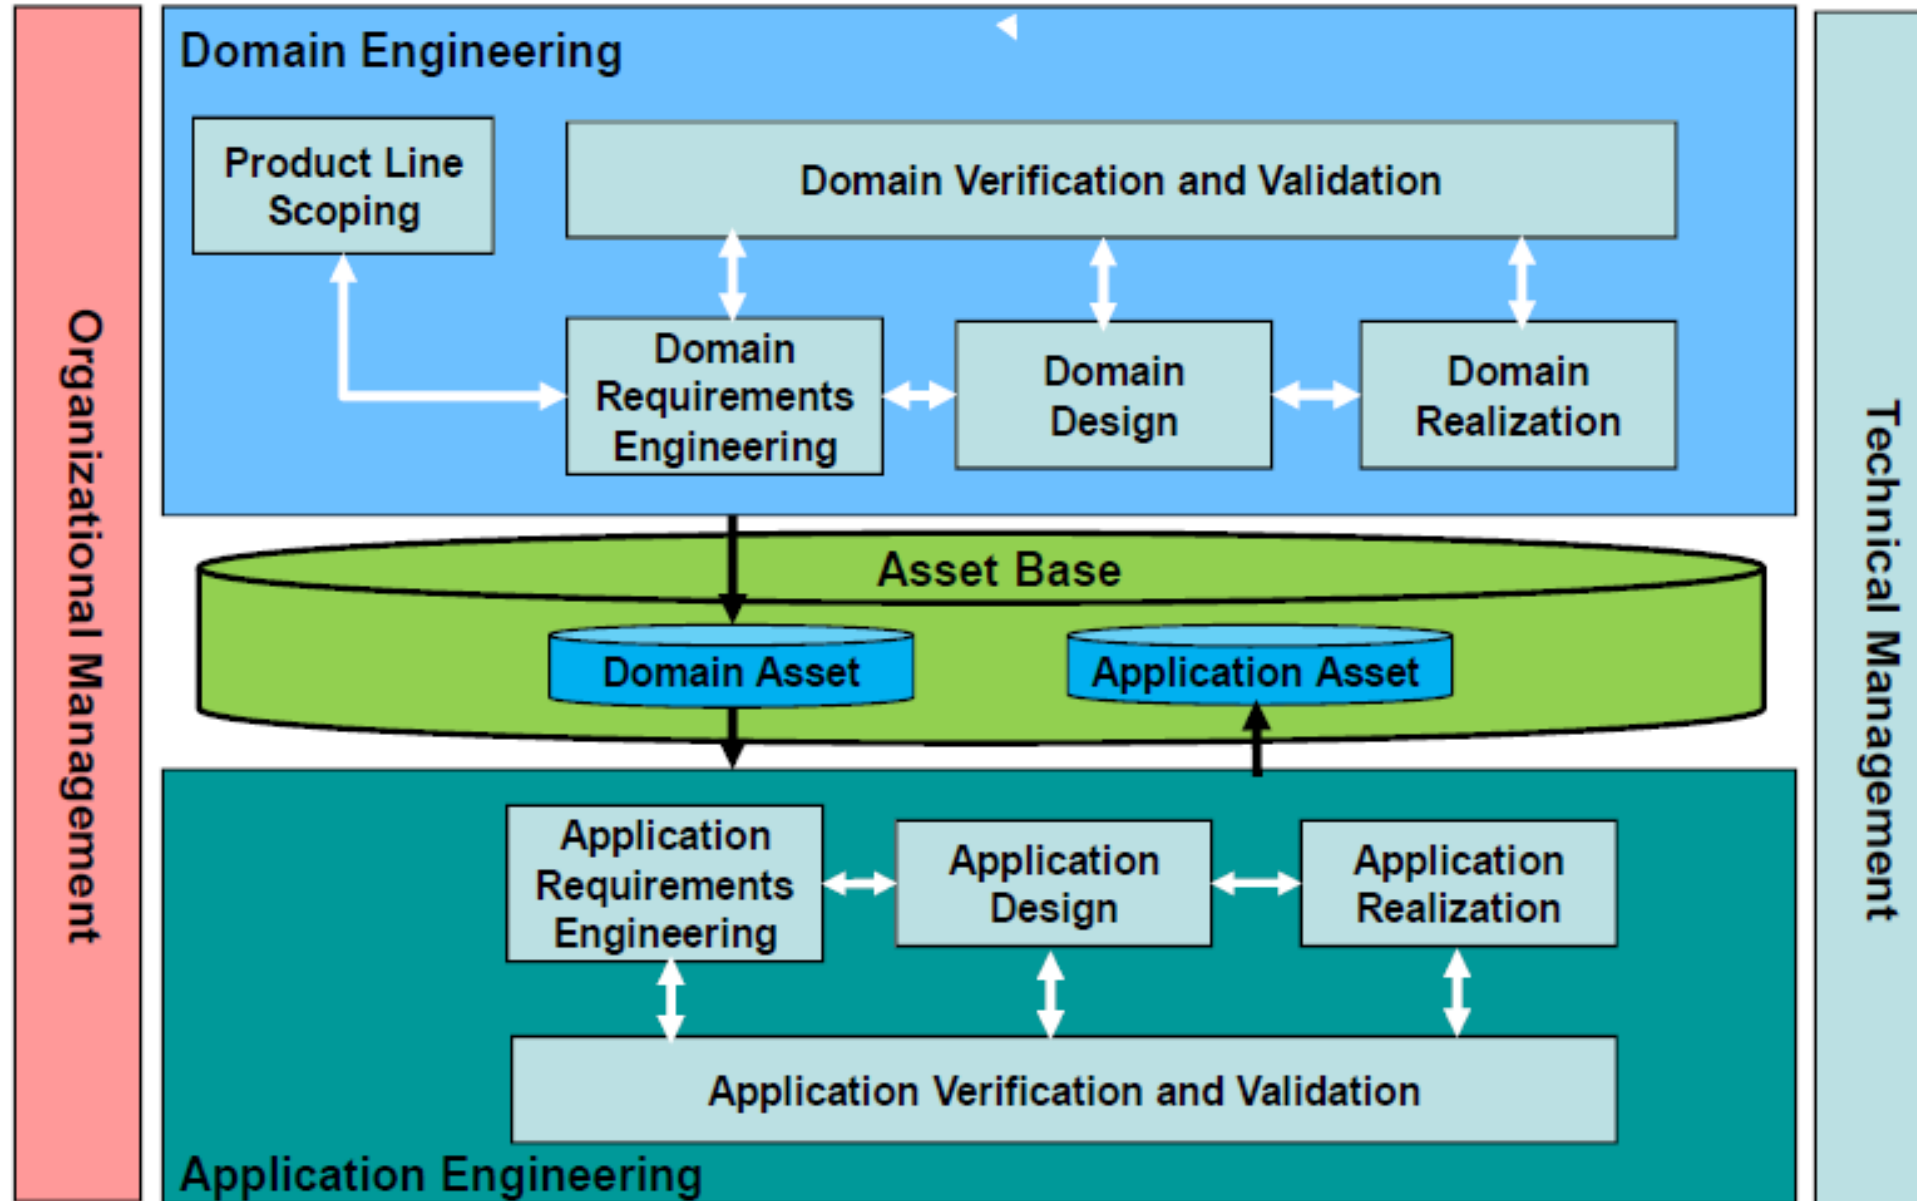 Domain Engineering
Product Line
Scoping
Domain Verification and Validation
Domain
Requirements
Engineering
Domain
Design
Domain
Realization
Organizational Management
Technical Management
Asset Base
Domain Asset
Application Asset
Application
Requirements
Engineering
Application
Design
Application
Realization
Application Verification and Validation
Application Engineering